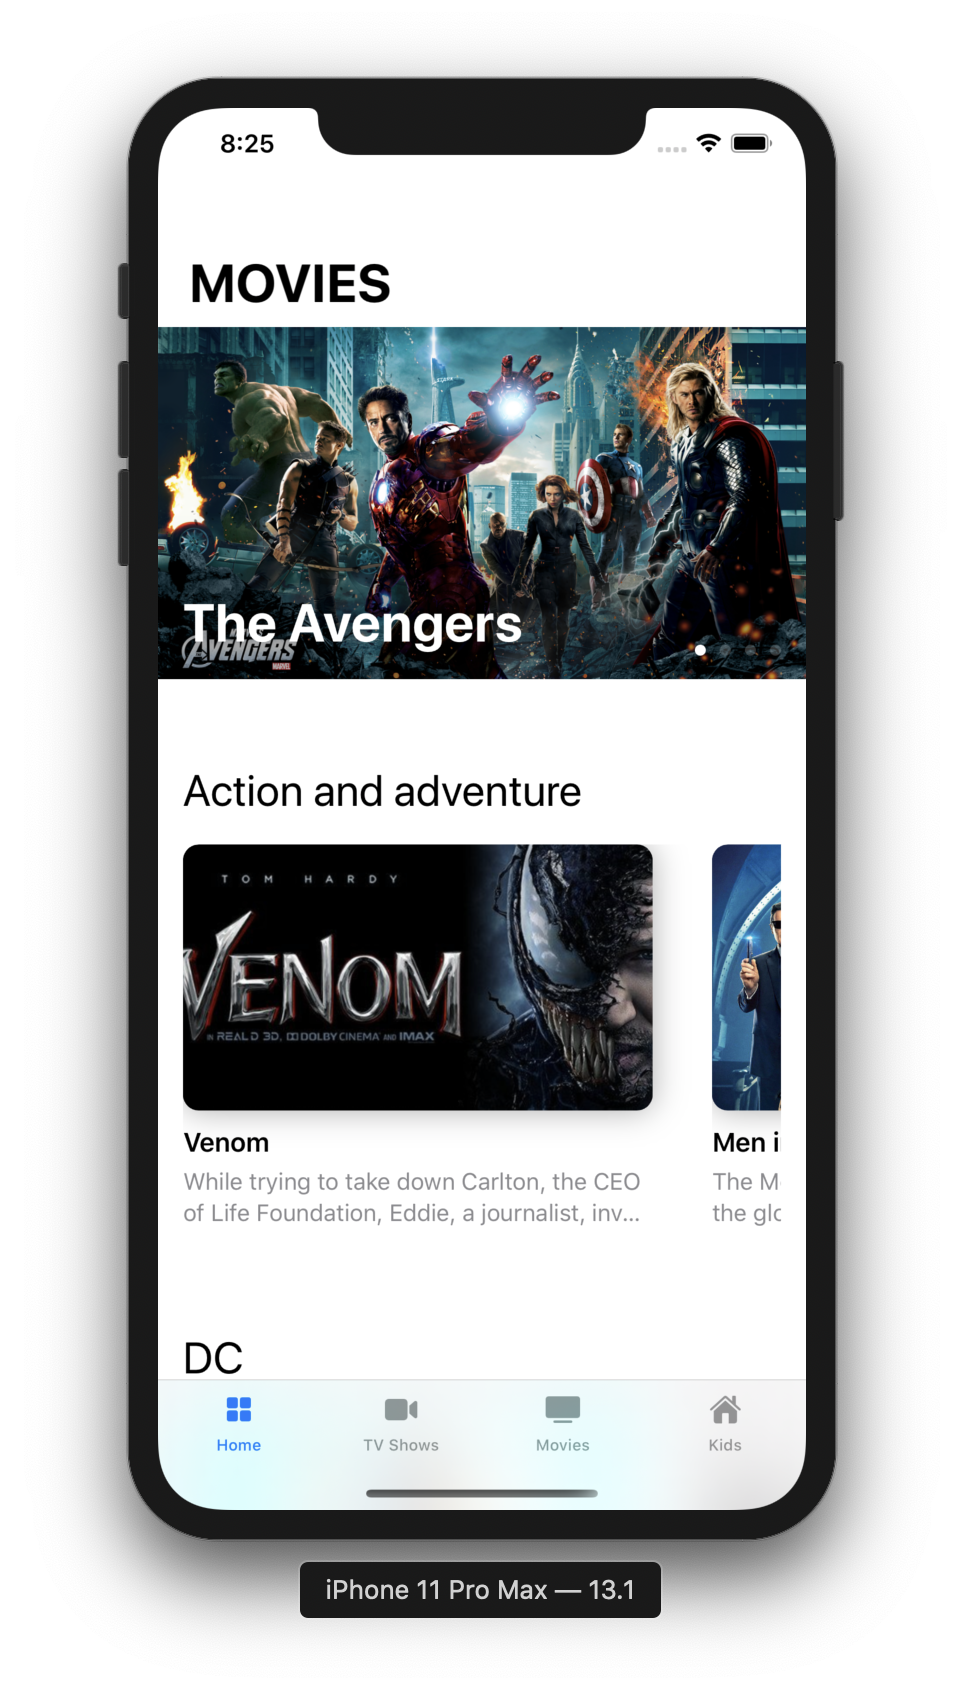 8:25
MOVIES
The Avengers
AVENGERS
MARVEL
Action and adventure
TOM HARDY
VENOM
IN REAL D 3D, DOLBY CINEMA AND IMAX
Venom
Men i
While trying to take down Carlton, the CEO
of Life Foundation, Eddie, a journalist, inv...
The M
the glo
DC
Home
TV Shows
Movies
Kids
iPhone 11 Pro Max — 13.1